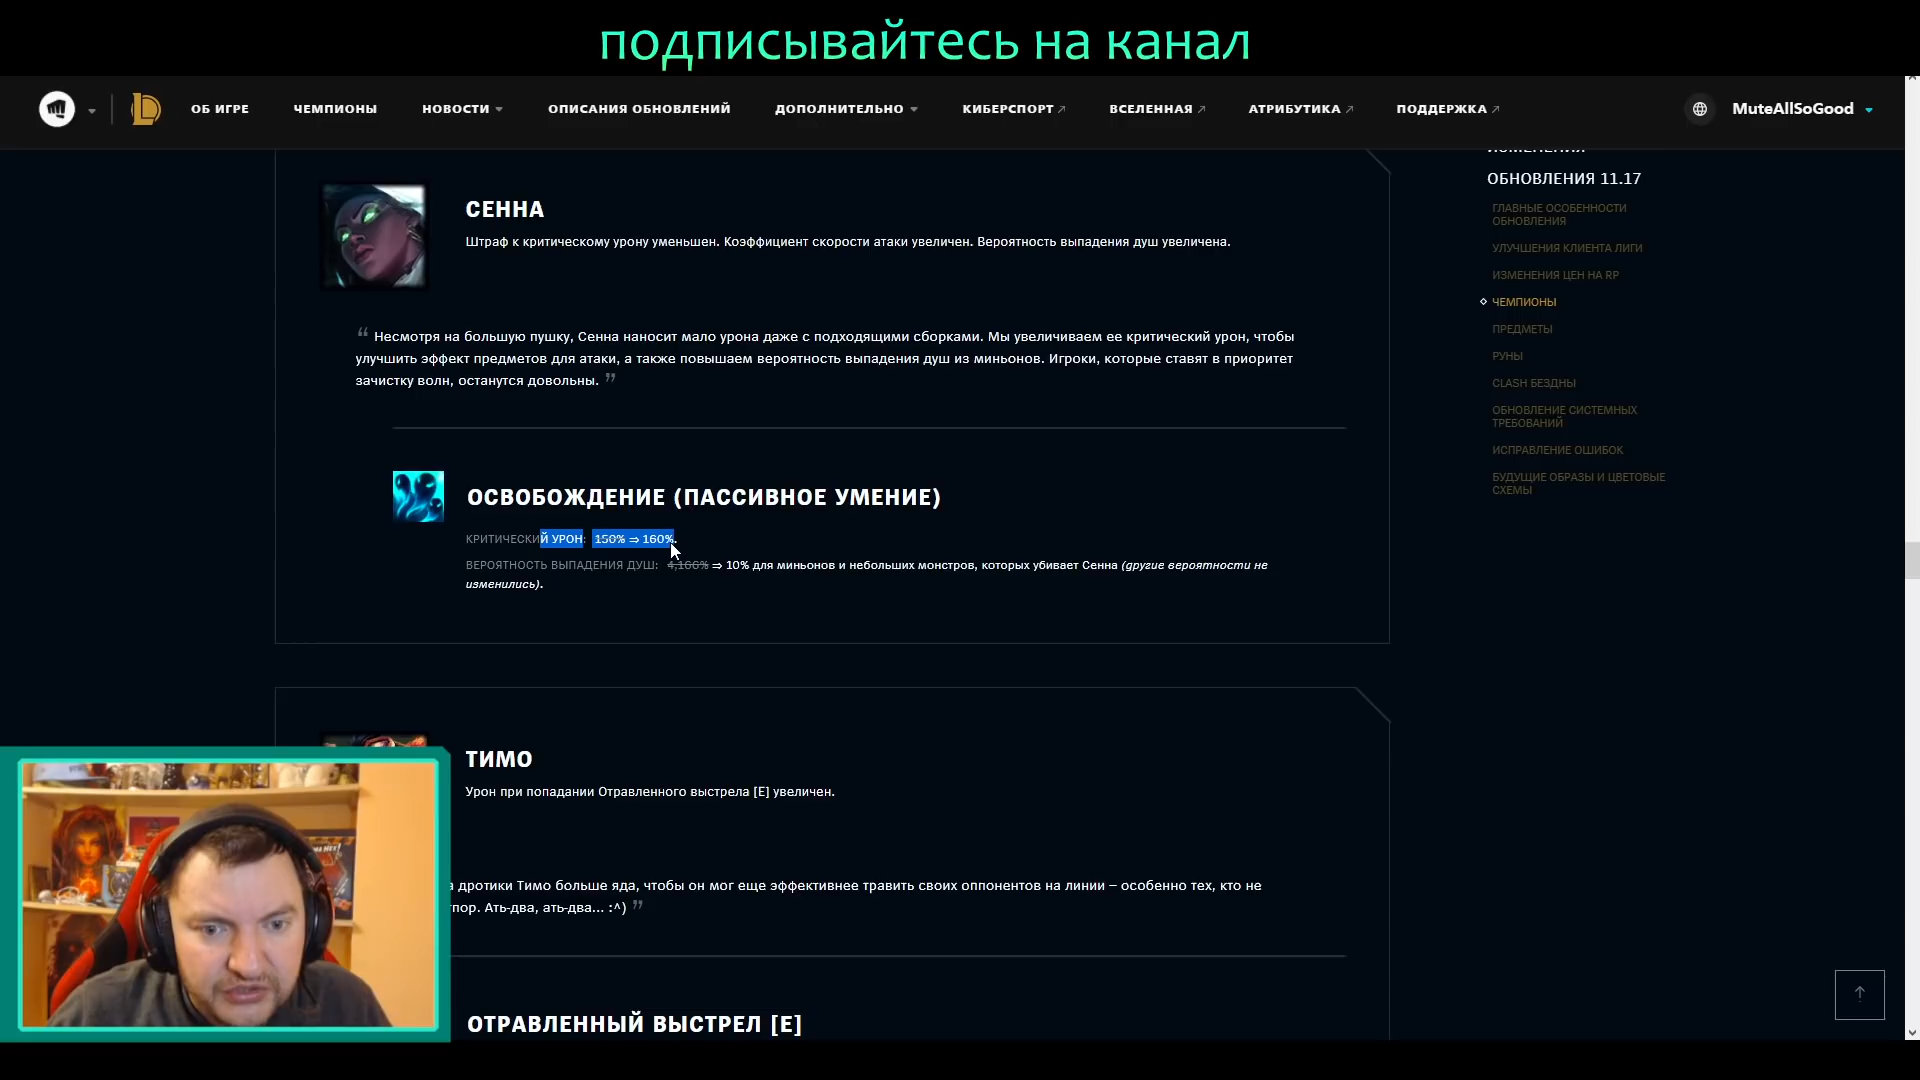 подписывайтесь на канал
ОБ ИГРЕ ЧЕМПИОНЫ НОВОСТИ ОПИСАНИЯ ОБНОВЛЕНИЙ ДОПОЛНИТЕЛЬНО КИБЕРСПОРТ ВСЕЛЕННАЯ АТРИБУТИКА ПОДДЕРЖКА MuteAllSoGood
СЕННА
Штраф к критическому урону уменьшен. Коэффициент скорости атаки увеличен. Вероятность выпадения душ увеличена.
“ Несмотря на большую пушку, Сенна наносит мало урона даже с подходящими сборками. Мы увеличиваем ее критический урон, чтобы
улучшить эффект предметов для атаки, а также повышаем вероятность выпадения душ из миньонов. Игроки, которые ставят в приоритет
зачистку волн, останутся довольны. ”
ОСВОБОЖДЕНИЕ (ПАССИВНОЕ УМЕНИЕ)
КРИТИЧЕСКИЙ УРОН: 150% ⇒ 160%.
ВЕРОЯТНОСТЬ ВЫПАДЕНИЯ ДУШ: 4,166% ⇒ 10% для миньонов и небольших монстров, которых убивает Сенна (другие вероятности не
изменились).
ТИМО
Урон при попадании Отравленного выстрела [E] увеличен.
а дротики Тимо больше яда, чтобы он мог еще эффективнее травить своих оппонентов на линии – особенно тех, кто не
тпор. Ать-два, ать-два... :^) ”
ОТРАВЛЕННЫЙ ВЫСТРЕЛ [E]
ИЗМЕНЕНИЯ
ОБНОВЛЕНИЯ 11.17
ГЛАВНЫЕ ОСОБЕННОСТИ
ОБНОВЛЕНИЯ
УЛУЧШЕНИЯ КЛИЕНТА ЛИГИ
ИЗМЕНЕНИЯ ЦЕН НА RP
ЧЕМПИОНЫ
ПРЕДМЕТЫ
РУНЫ
CLASH БЕЗДНЫ
ОБНОВЛЕНИЕ СИСТЕМНЫХ
ТРЕБОВАНИЙ
ИСПРАВЛЕНИЕ ОШИБОК
БУДУЩИЕ ОБРАЗЫ И ЦВЕТОВЫЕ
СХЕМЫ